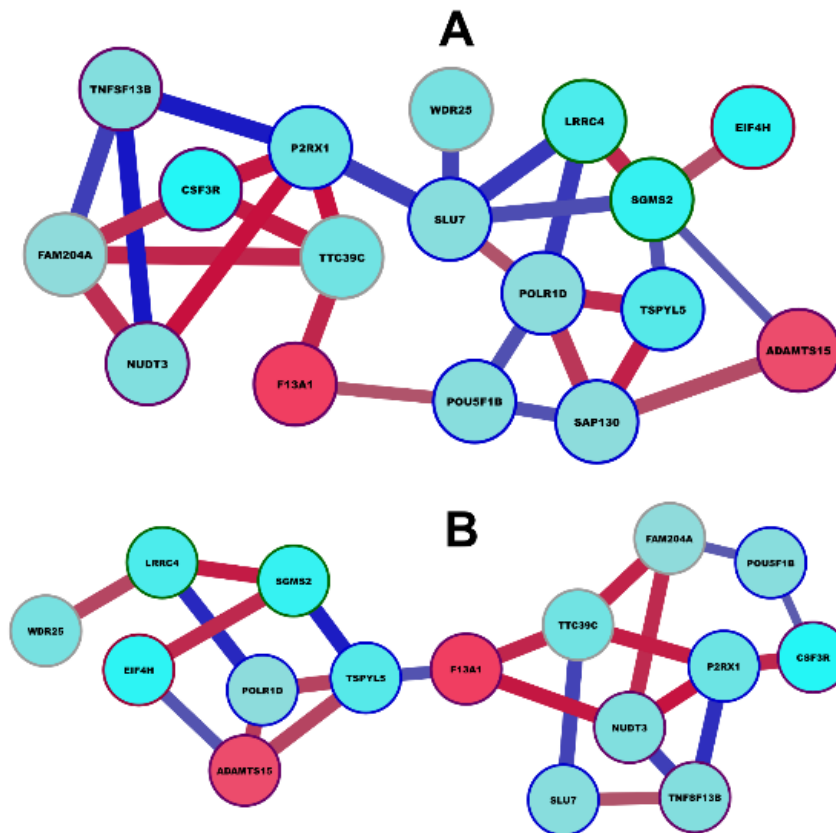 A
TNFSF13B
WDR25
LRRC4
EIF4H
P2RX1
CSF3R
SGMS2
SLU7
FAM204A
TTC39C
POLR1D
TSPYL5
ADAMTS15
NUDT3
F13A1
POU5F1B
SAP130
B
FAM204A
LRRC4
POU5F1B
SGMS2
WDR25
TTC39C
EIF4H
F13A1
P2RX1
CSF3R
POLR1D
TSPYL5
NUDT3
ADAMTS15
SLU7
TNFSF13B